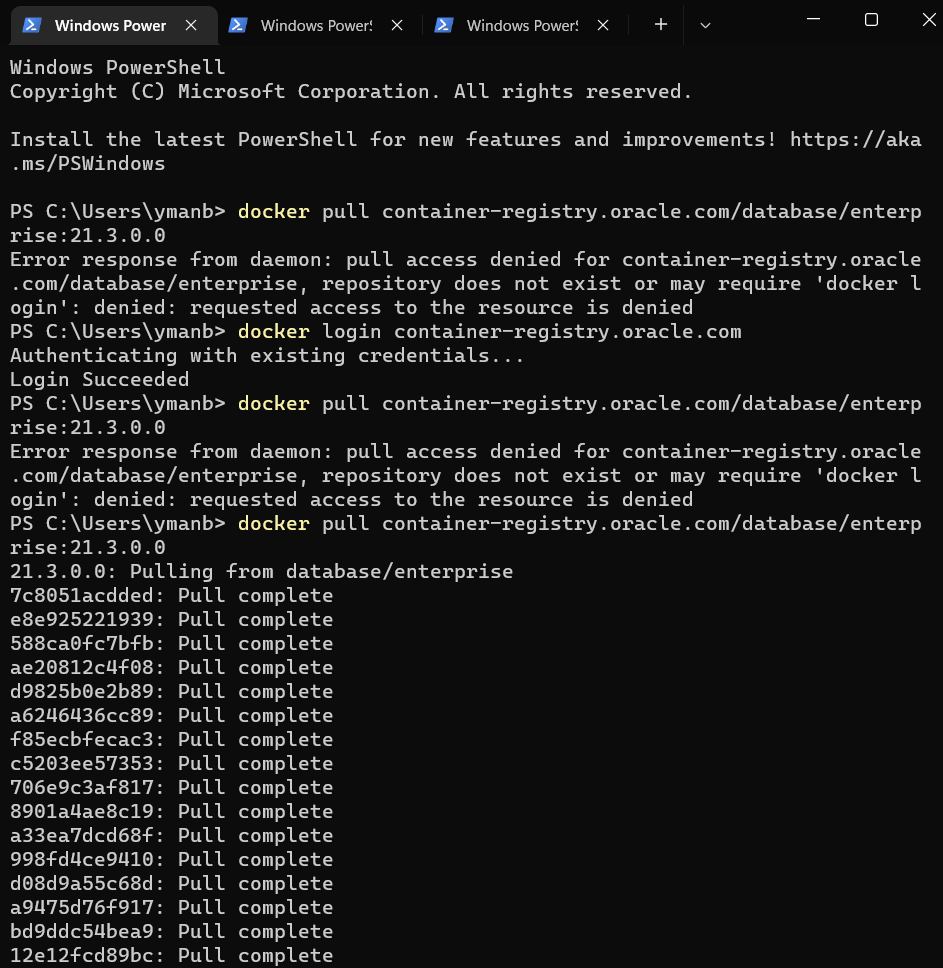 Windows Power
Windows Power
Windows Power
Windows PowerShell
Copyright (C) Microsoft Corporation. All rights reserved.
Install the latest PowerShell for new features and improvements! https://aka
.ms/PSWindows
PS C:\Users\ymanb> docker pull container-registry.oracle.com/database/enterp
rise:21.3.0.0
Error response from daemon: pull access denied for container-registry.oracle
.com/database/enterprise, repository does not exist or may require 'docker l
ogin': denied: requested access to the resource is denied
PS C:\Users\ymanb> docker login container-registry.oracle.com
Authenticating with existing credentials...
Login Succeeded
PS C:\Users\ymanb> docker pull container-registry.oracle.com/database/enterp
rise:21.3.0.0
Error response from daemon: pull access denied for container-registry.oracle
.com/database/enterprise, repository does not exist or may require 'docker l
ogin': denied: requested access to the resource is denied
PS C:\Users\ymanb> docker pull container-registry.oracle.com/database/enterp
rise:21.3.0.0
21.3.0.0: Pulling from database/enterprise
7c8051acdded: Pull complete
e8e925221939: Pull complete
588ca0fc7bfb: Pull complete
ae20812c4f08: Pull complete
d9825b0e2b89: Pull complete
a6246436cc89: Pull complete
f85ecbfecac3: Pull complete
c5203ee57353: Pull complete
706e9c3af817: Pull complete
8901a4ae8c19: Pull complete
a33ea7dcd68f: Pull complete
998fd4ce9410: Pull complete
d08d9a55c68d: Pull complete
a9475d76f917: Pull complete
bd9ddc54bea9: Pull complete
12e12fcd89bc: Pull complete